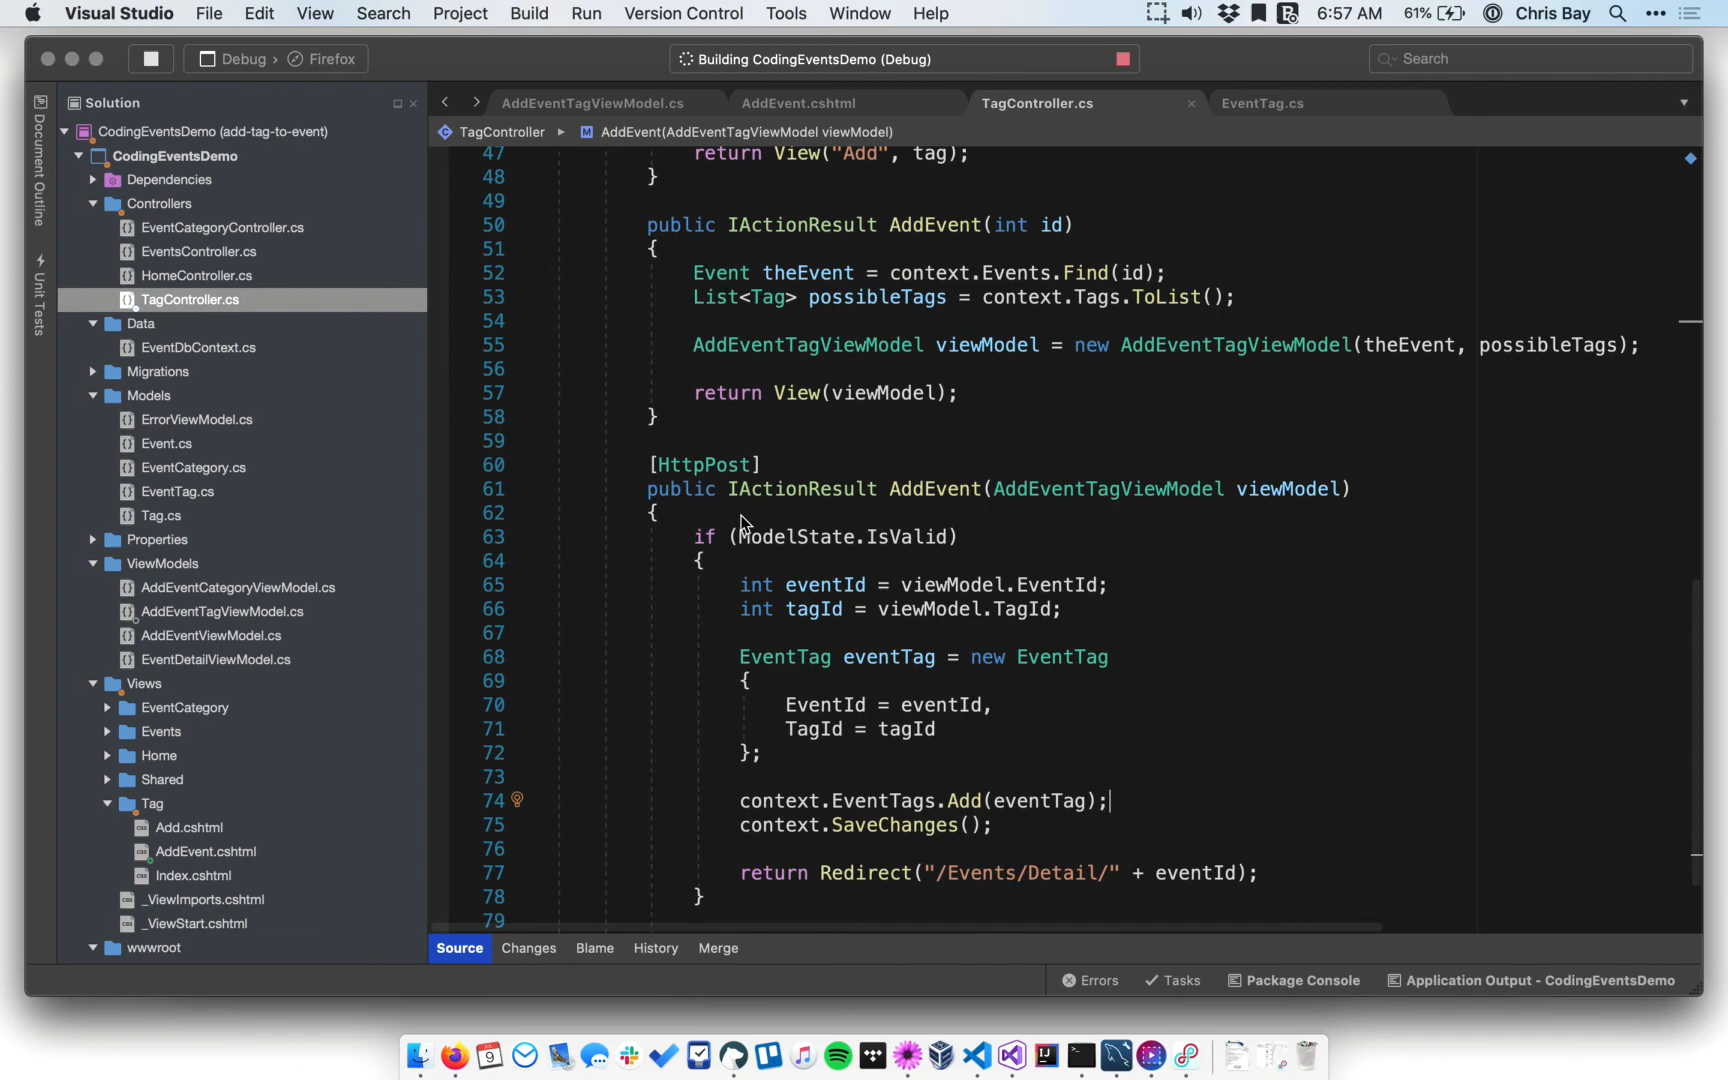 Visual Studio File Edit View Search Project Build Run Version Control Tools Window Help 6:57 AM 61% Chris Bay
Debug › Firefox
Building CodingEventsDemo (Debug)
Search
Document Outline
Unit Tests
Solution
CodingEventsDemo (add-tag-to-event)
CodingEventsDemo
Dependencies
Controllers
EventCategoryController.cs
EventsController.cs
HomeController.cs
TagController.cs
Data
EventDbContext.cs
Migrations
Models
ErrorViewModel.cs
Event.cs
EventCategory.cs
EventTag.cs
Tag.cs
Properties
ViewModels
AddEventCategoryViewModel.cs
AddEventTagViewModel.cs
AddEventViewModel.cs
EventDetailViewModel.cs
Views
EventCategory
Events
Home
Shared
Tag
Add.cshtml
AddEvent.cshtml
Index.cshtml
_ViewImports.cshtml
_ViewStart.cshtml
wwwroot
AddEventTagViewModel.cs AddEvent.cshtml TagController.cs EventTag.cs
TagController AddEvent(AddEventTagViewModel viewModel)
47 return View("Add", tag);
48 }
49
50 public IActionResult AddEvent(int id)
51 {
52 Event theEvent = context.Events.Find(id);
53 List<Tag> possibleTags = context.Tags.ToList();
54
55 AddEventTagViewModel viewModel = new AddEventTagViewModel(theEvent, possibleTags);
56
57 return View(viewModel);
58 }
59
60 [HttpPost]
61 public IActionResult AddEvent(AddEventTagViewModel viewModel)
62 {
63 if (ModelState.IsValid)
64 {
65 int eventId = viewModel.EventId;
66 int tagId = viewModel.TagId;
67
68 EventTag eventTag = new EventTag
69 {
70 EventId = eventId,
71 TagId = tagId
72 };
73
74 context.EventTags.Add(eventTag);
75 context.SaveChanges();
76
77 return Redirect("/Events/Detail/" + eventId);
78 }
79
Source Changes Blame History Merge
Errors Tasks Package Console Application Output - CodingEventsDemo
9